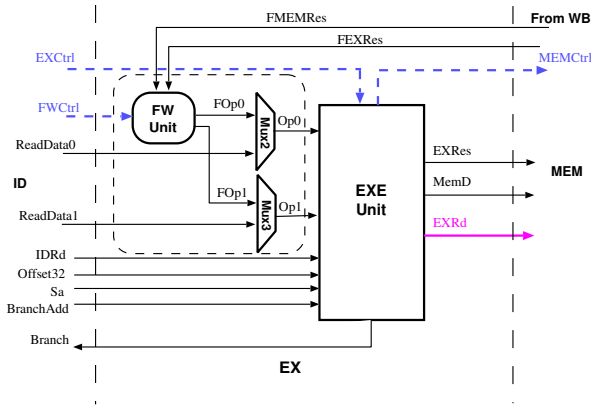 FMEMRes
From WB
FEXRes
EXCtrl
MEMCtrl
FWCtrl
FW
Unit
FOp0
Mux2
Op0
ReadData0
EXRes
ID
EXE
Unit
MEM
MemD
FOp1
Mux3
Op1
ReadData1
EXRd
IDRd
Offset32
Sa
BranchAdd
Branch
EX